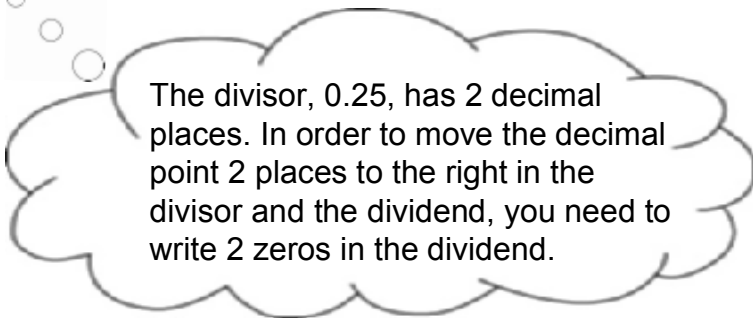 The divisor, 0.25, has 2 decimal
places. In order to move the decimal
point 2 places to the right in the
divisor and the dividend, you need to
write 2 zeros in the dividend.